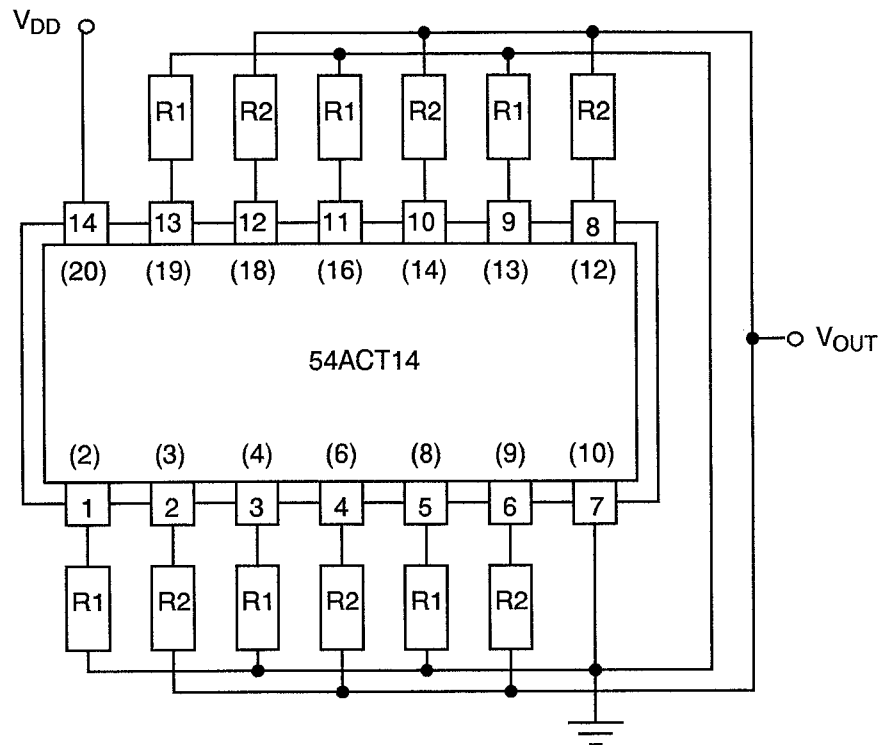 VDD
R1 R2 R1 R2 R1 R2
14 13 12 11 10 9 8
(20) (19) (18) (16) (14) (13) (12)
VOUT
54ACT14
(2) (3) (4) (6) (8) (9) (10)
1 2 3 4 5 6 7
R1 R2 R1 R2 R1 R2